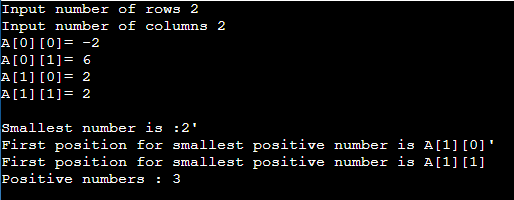 Input number of rows 2
Input number of columns 2
A[0][0]= -2
A[0][1]= 6
A[1][0]= 2
A[1][1]= 2
Smallest number is :2'
First position for smallest positive number is A[1][0]'
First position for smallest positive number is A[1][1]
Positive numbers : 3